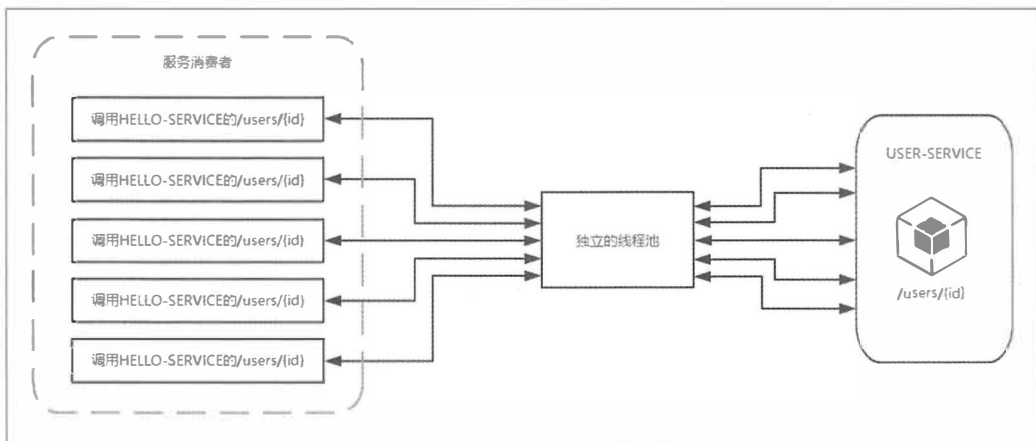 服务消费者
调用HELLO-SERVICE的/users/{id}
调用HELLO-SERVICE的/users/{id}
调用HELLO-SERVICE的/users/{id}
调用HELLO-SERVICE的/users/{id}
调用HELLO-SERVICE的/users/{id}
独立的线程池
USER-SERVICE
/users/{id}